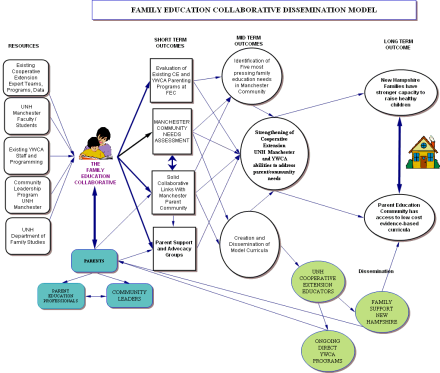 FAMILY EDUCATION COLLABORATIVE DISSEMINATION MODEL
RESOURCES
SHORT TERM
OUTCOMES
MID TERM
OUTCOMES
LONG TERM
OUTCOME
Existing
Cooperative
Extension
Expert Teams,
Programs, Data
UNH
Manchester
Faculty /
Students
Existing YWCA
Staff and
Programming
Community
Leadership
Program
UNH
Manchester
UNH
Department of
Family Studies
THE
FAMILY
EDUCATION
COLLABORATIVE
PARENTS
PARENT
EDUCATION
PROFESSIONALS
COMMUNITY
LEADERS
Evaluation of
Existing CE and
YWCA Parenting
Programs at
FEC
MANCHESTER
COMMUNITY
NEEDS
ASSESSMENT
Solid
Collaborative
Links With
Manchester
Parent
Community
Parent Support
and Advocacy
Groups
Identification of
Five most
pressing family
education needs
in Manchester
Community
Strengthening of
Cooperative
Extension
UNH Manchester
and YWCA
abilities to address
parent/community
needs
Creation and
Dissemination of
Model Curricula
New Hampshire
Families have
stronger capacity to
raise healthy
children
Parent Education
Community has
access to low cost
evidence-based
curricula
Dissemination
UNH
COOPERATIVE
EXTENSION
EDUCATORS
FAMILY
SUPPORT
NEW
HAMPSHIRE
ONGOING
DIRECT
YWCA
PROGRAMS